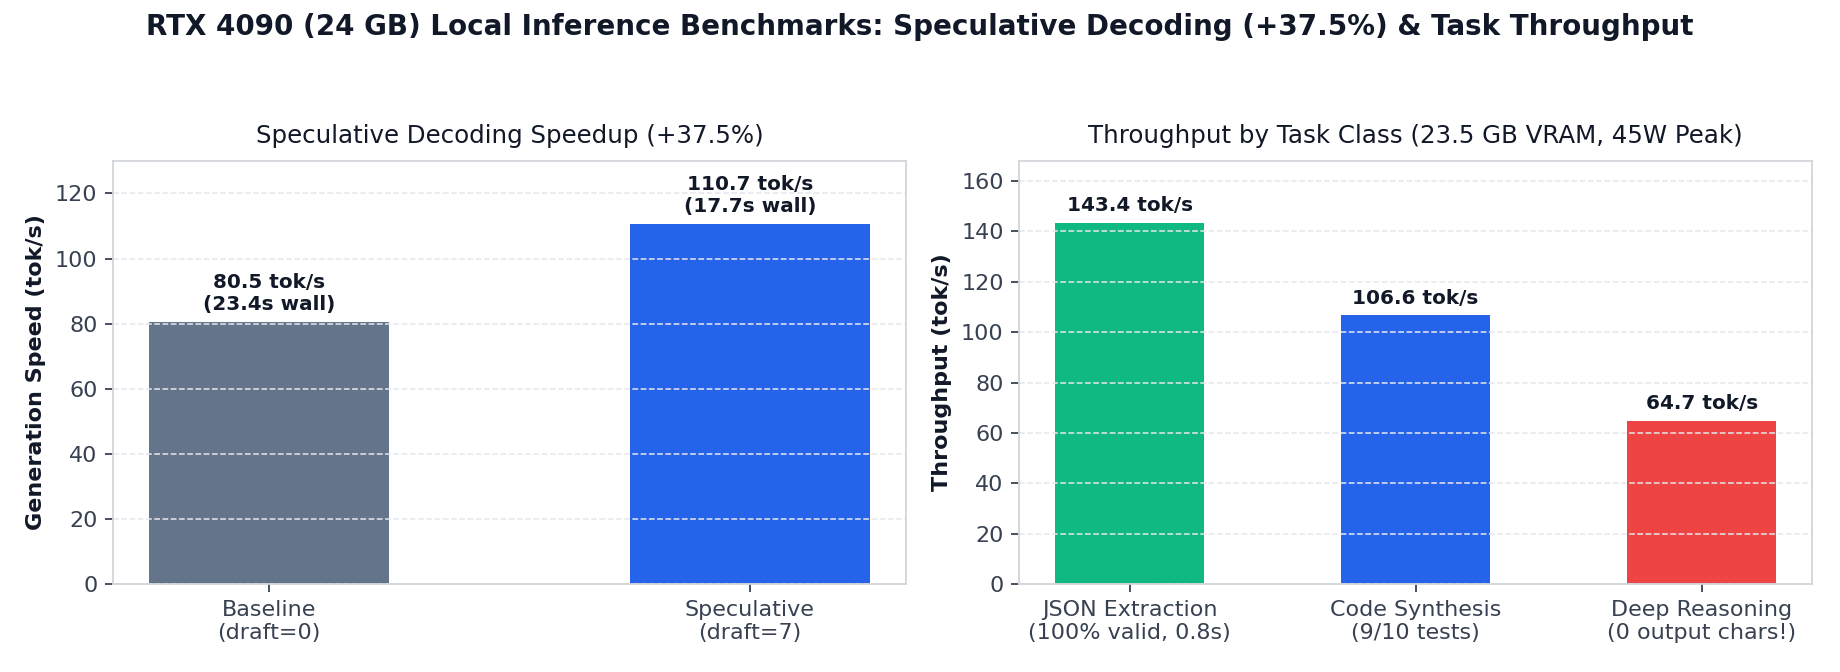 RTX 4090 (24 GB) Local Inference Benchmarks: Speculative Decoding (+37.5%) & Task Throughput
Speculative Decoding Speedup (+37.5%)
Generation Speed (tok/s)
120
100
80
60
40
20
0
80.5 tok/s
(23.4s wall)
110.7 tok/s
(17.7s wall)
Baseline
(draft=0)
Speculative
(draft=7)
Throughput by Task Class (23.5 GB VRAM, 45W Peak)
Throughput (tok/s)
160
140
120
100
80
60
40
20
0
143.4 tok/s
106.6 tok/s
64.7 tok/s
JSON Extraction
(100% valid, 0.8s)
Code Synthesis
(9/10 tests)
Deep Reasoning
(0 output chars!)